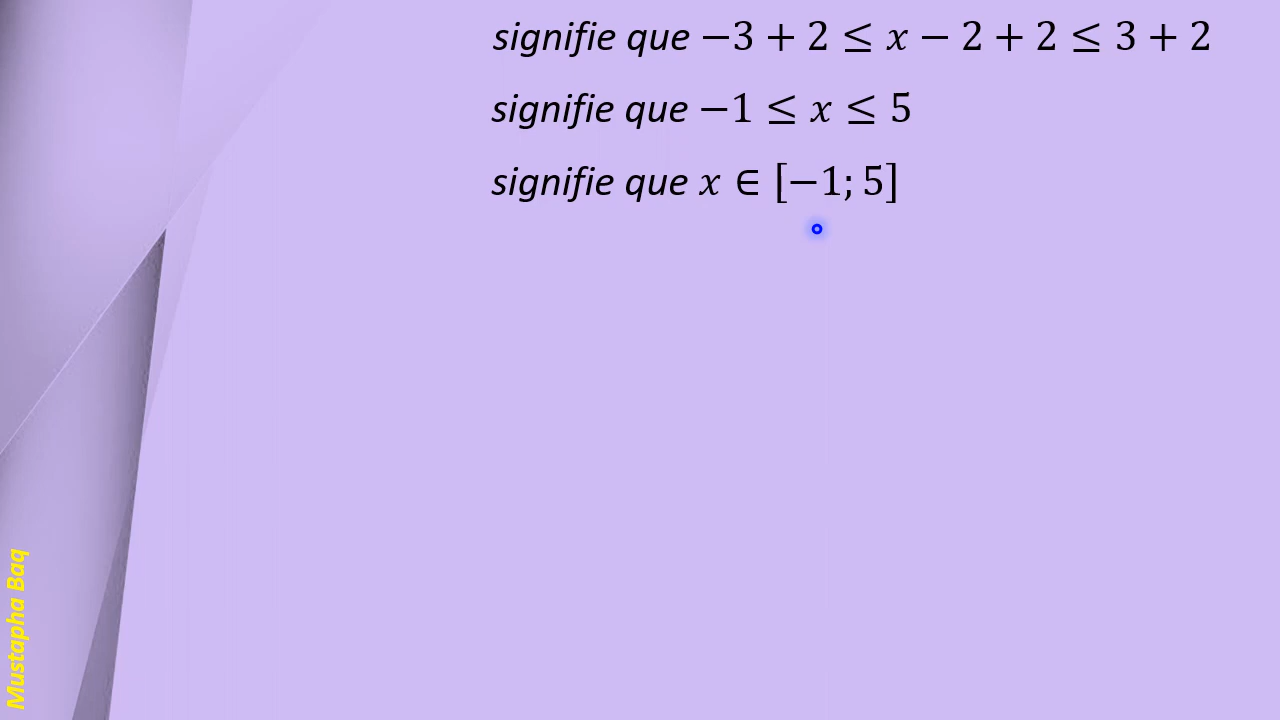 signifie que −3 + 2 ≤ x − 2 + 2 ≤ 3 + 2
signifie que −1 ≤ x ≤ 5
signifie que x ∈ [−1; 5]
Mustapha Baq